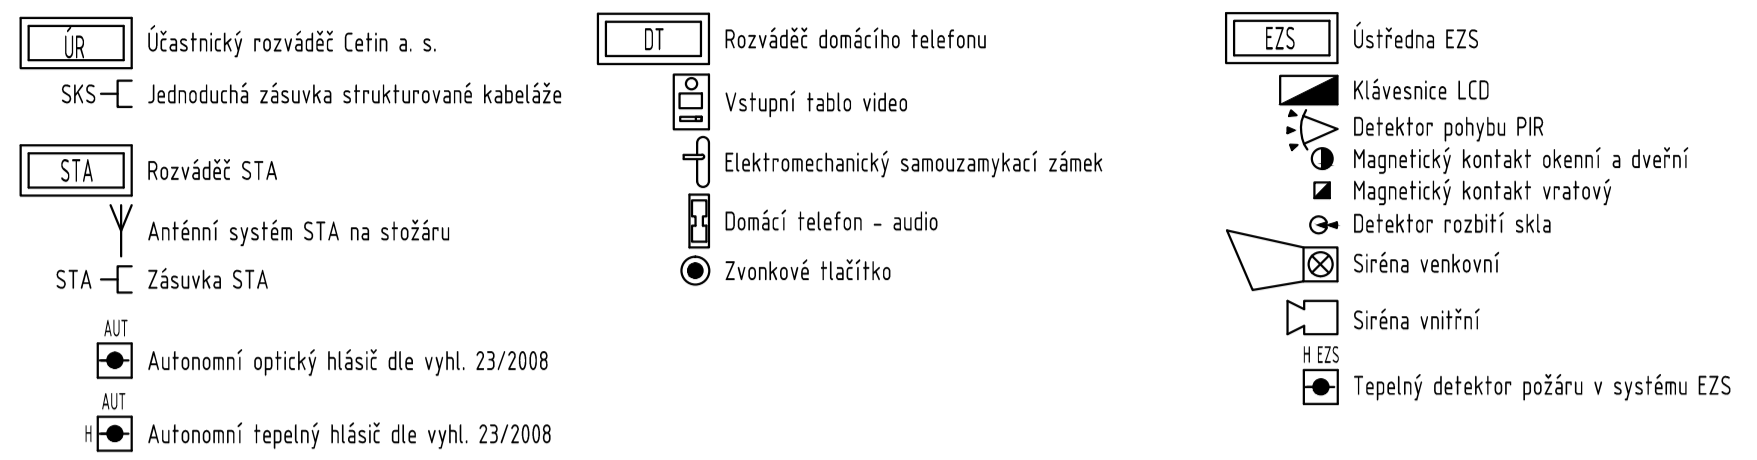 ÚR Účastnický rozváděč Cetin a. s.
SKS Jednoduchá zásuvka strukturované kabeláže
STA Rozváděč STA
Anténní systém STA na stožáru
STA Zásuvka STA
AUT
Autonomní optický hlásič dle vyhl. 23/2008
AUT
H Autonomní tepelný hlásič dle vyhl. 23/2008
DT Rozváděč domácího telefonu
Vstupní tablo video
Elektromechanický samouzamykací zámek
Domácí telefon - audio
Zvonkové tlačítko
EZS Ústředna EZS
Klávesnice LCD
Detektor pohybu PIR
Magnetický kontakt okenní a dveřní
Magnetický kontakt vratový
Detektor rozbití skla
Siréna venkovní
Siréna vnitřní
H EZS
Tepelný detektor požáru v systému EZS